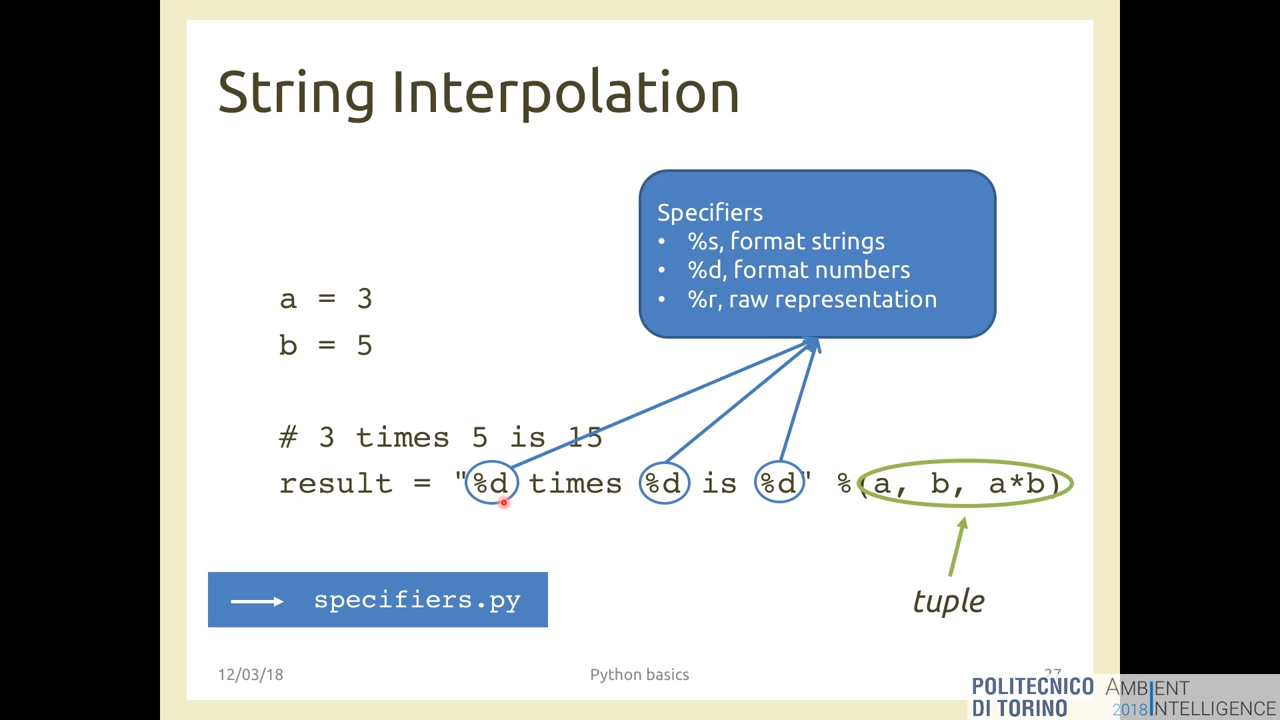 String Interpolation
Specifiers
• %s, format strings
• %d, format numbers
• %r, raw representation
a = 3
b = 5
# 3 times 5 is 15
result = "%d times %d is %d" %(a, b, a*b)
tuple
specifiers.py
12/03/18
Python basics
27
POLITECNICO
DI TORINO
AMBIENT
2018 INTELLIGENCE